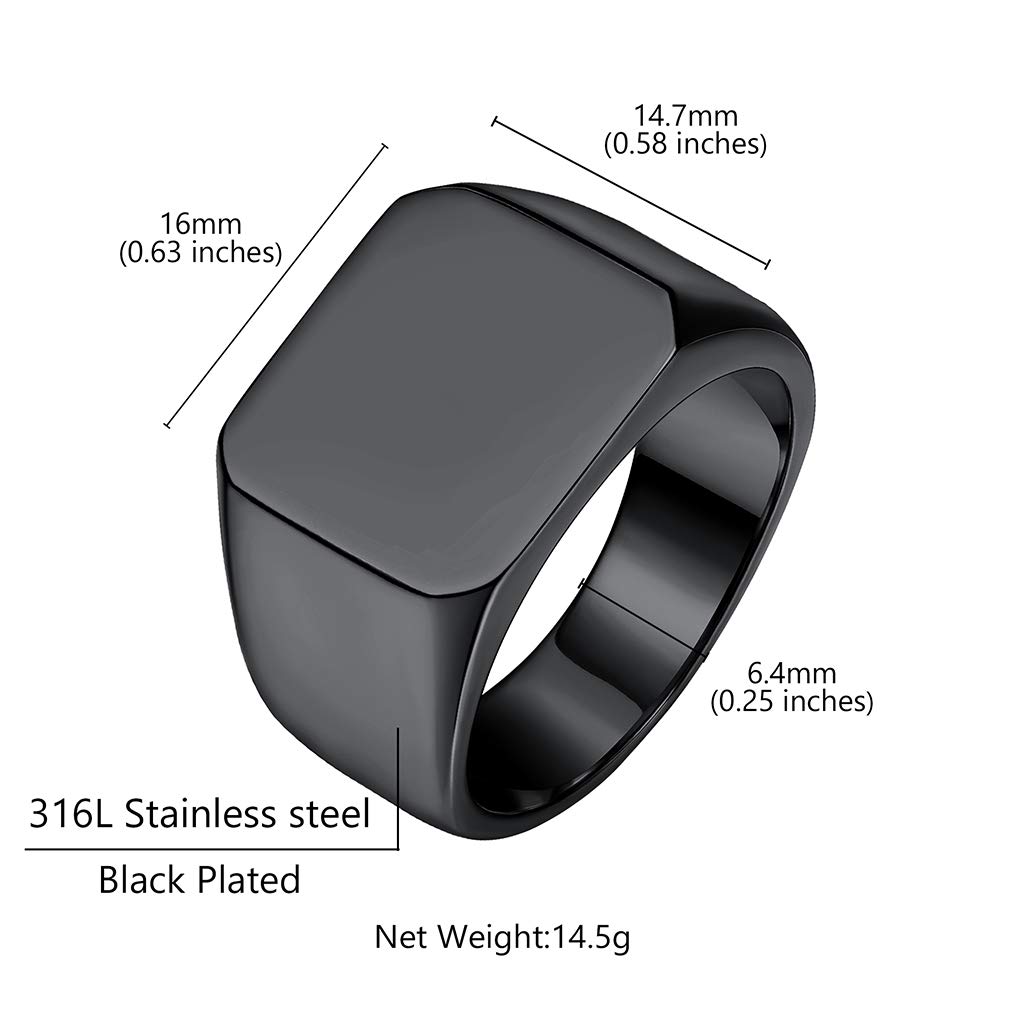 14.7mm
(0.58 inches)
16mm
(0.63 inches)
6.4mm
(0.25 inches)
316L Stainless steel
Black Plated
Net Weight:14.5g